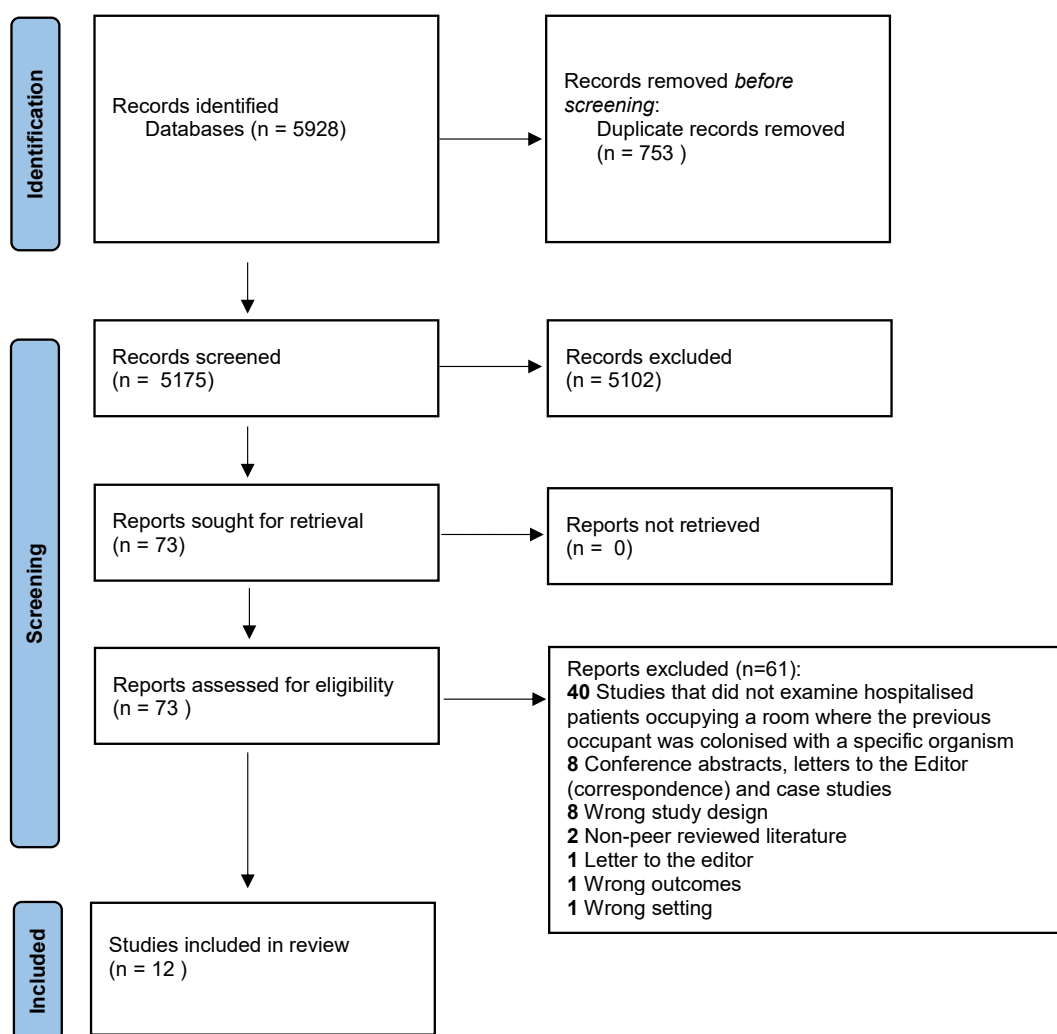 Identification
Records identified
Databases (n = 5928)
Records removed before
screening:
Duplicate records removed
(n = 753 )
Screening
Records screened
(n = 5175)
Records excluded
(n = 5102)
Reports sought for retrieval
(n = 73)
Reports not retrieved
(n = 0)
Reports assessed for eligibility
(n = 73 )
Reports excluded (n=61):
40 Studies that did not examine hospitalised
patients occupying a room where the previous
occupant was colonised with a specific organism
8 Conference abstracts, letters to the Editor
(correspondence) and case studies
8 Wrong study design
2 Non-peer reviewed literature
1 Letter to the editor
1 Wrong outcomes
1 Wrong setting
Included
Studies included in review
(n = 12 )